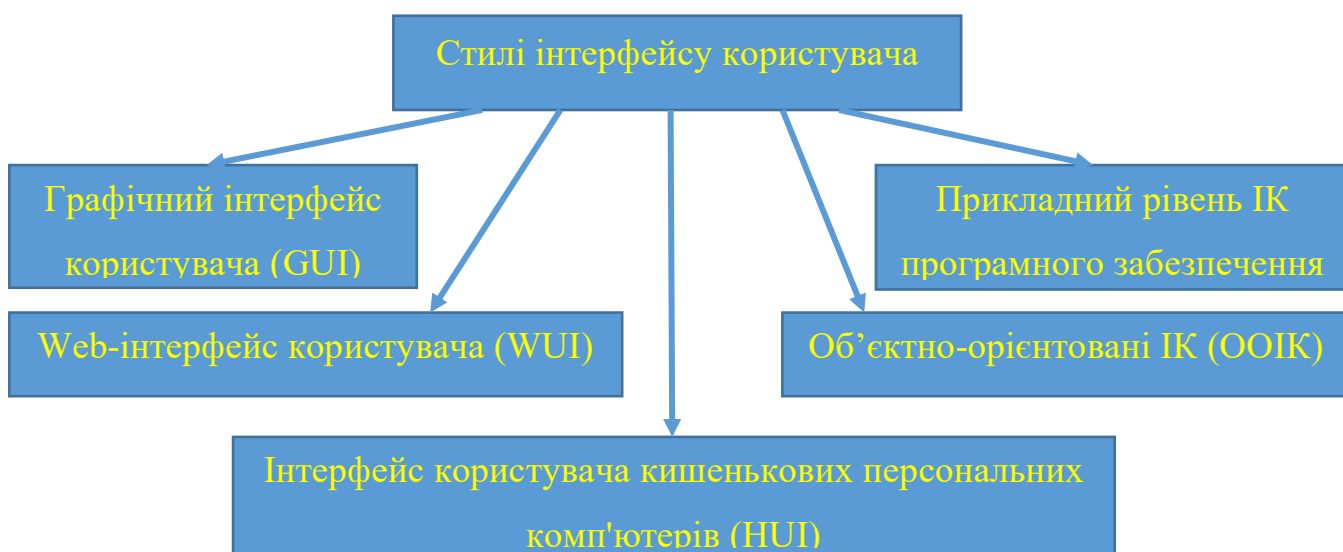 Стилі інтерфейсу користувача
Графічний інтерфейс
користувача (GUI)
Прикладний рівень ІК
програмного забезпечення
Web-інтерфейс користувача (WUI)
Об’єктно-орієнтовані ІК (ООІК)
Інтерфейс користувача кишенькових персональних
комп'ютерів (HUI)